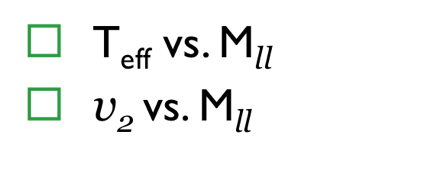 ☐ T_eff vs. M_ll
☐ v_2 vs. M_ll